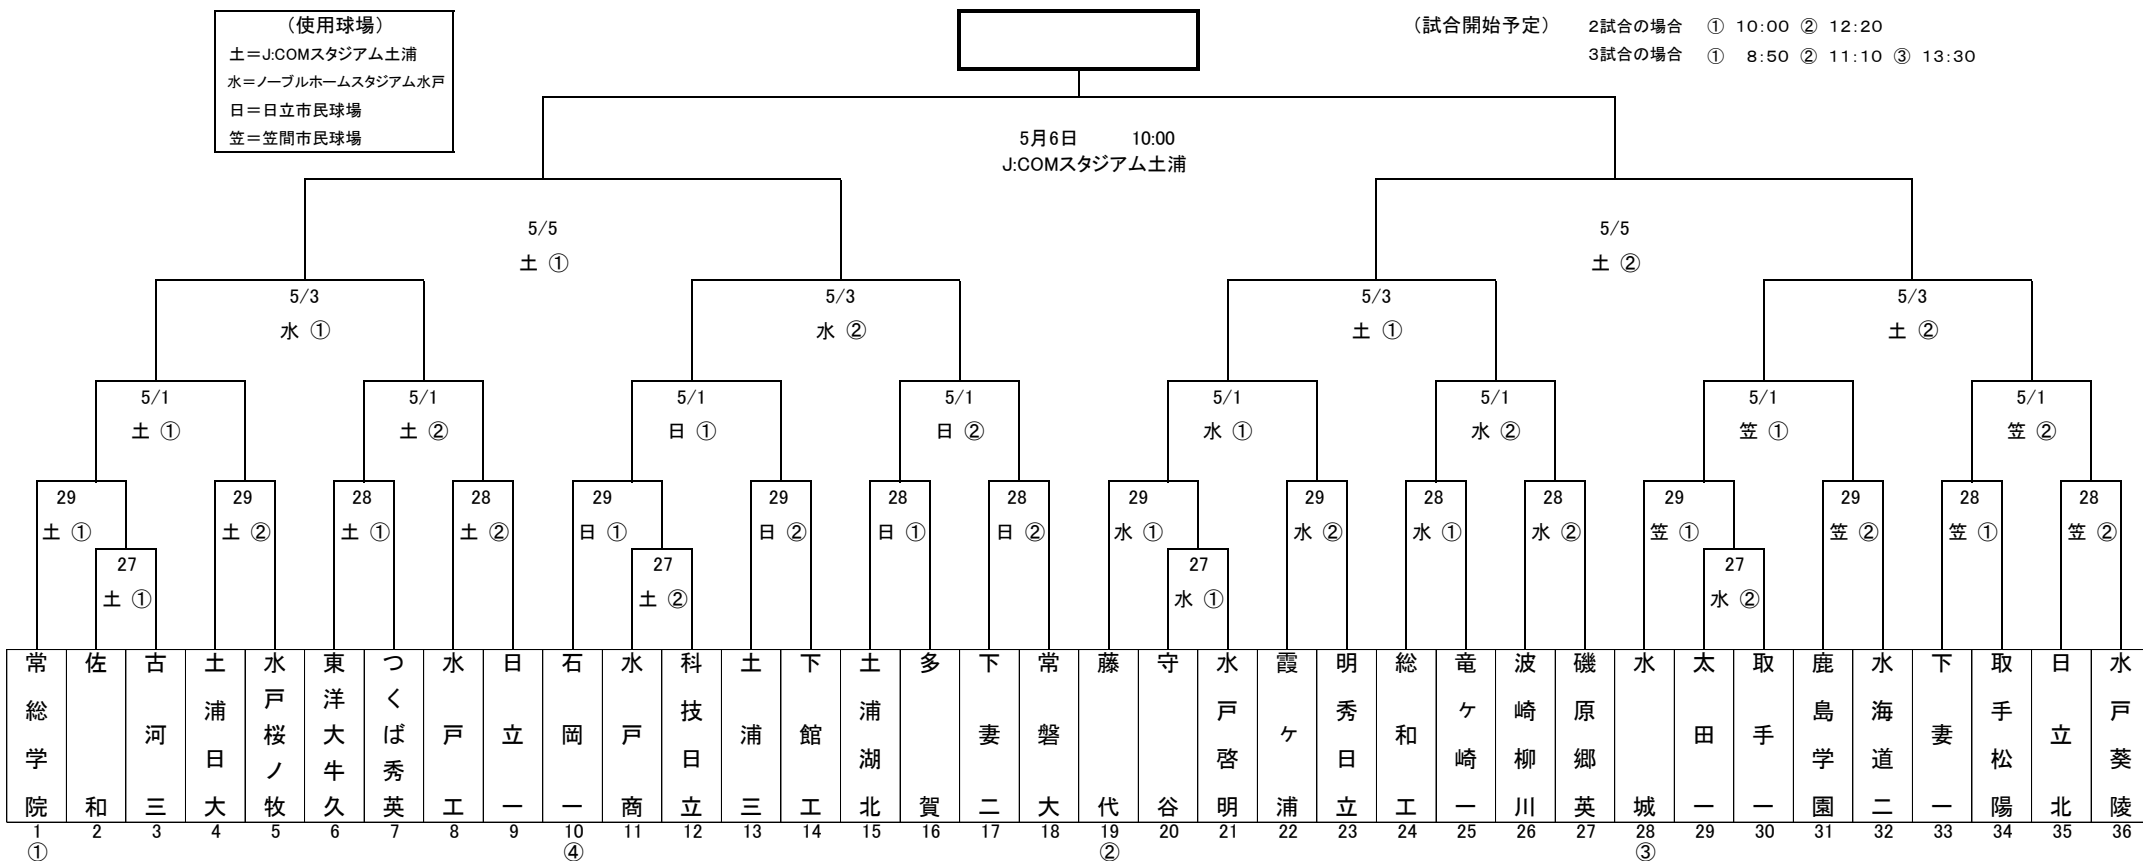 （使用球場）
土＝J:COMスタジアム土浦
水＝ノーブルホームスタジアム水戸
日＝日立市民球場
笠＝笠間市民球場
（試合開始予定） 2試合の場合 ① 10:00 ② 12:20
3試合の場合 ① 8:50 ② 11:10 ③ 13:30
5月6日 10:00
J:COMスタジアム土浦
5/5 5/5
土 ① 土 ②
5/3 5/3 5/3 5/3
水 ① 水 ② 土 ① 土 ②
5/1 5/1 5/1 5/1 5/1 5/1 5/1 5/1
土 ① 土 ② 日 ① 日 ② 水 ① 水 ② 笠 ① 笠 ②
29 29 28 28 29 29 28 28 29 29 28 28 29 29 28 28
土 ① 土 ② 土 ① 土 ② 日 ① 日 ② 日 ① 日 ② 水 ① 水 ② 水 ① 水 ② 笠 ① 笠 ② 笠 ① 笠 ②
27 27 27 27
土 ① 土 ② 水 ① 水 ②
常総学院
佐和
古河三
土浦日大
水戸桜ノ牧
東洋大牛久
つくば秀英
水戸工
日立一
石岡一
水戸商
科技日立
土浦三
下館工
土浦湖北
多賀
下妻二
常磐大
藤代
守谷
水戸啓明
霞ヶ浦
明秀日立
総和工
竜ヶ崎一
波崎柳川
磯原郷英
水城
太田一
取手一
鹿島学園
水海道二
下妻一
取手松陽
日立北
水戸葵陵
1 2 3 4 5 6 7 8 9 10 11 12 13 14 15 16 17 18 19 20 21 22 23 24 25 26 27 28 29 30 31 32 33 34 35 36
① ④ ② ③